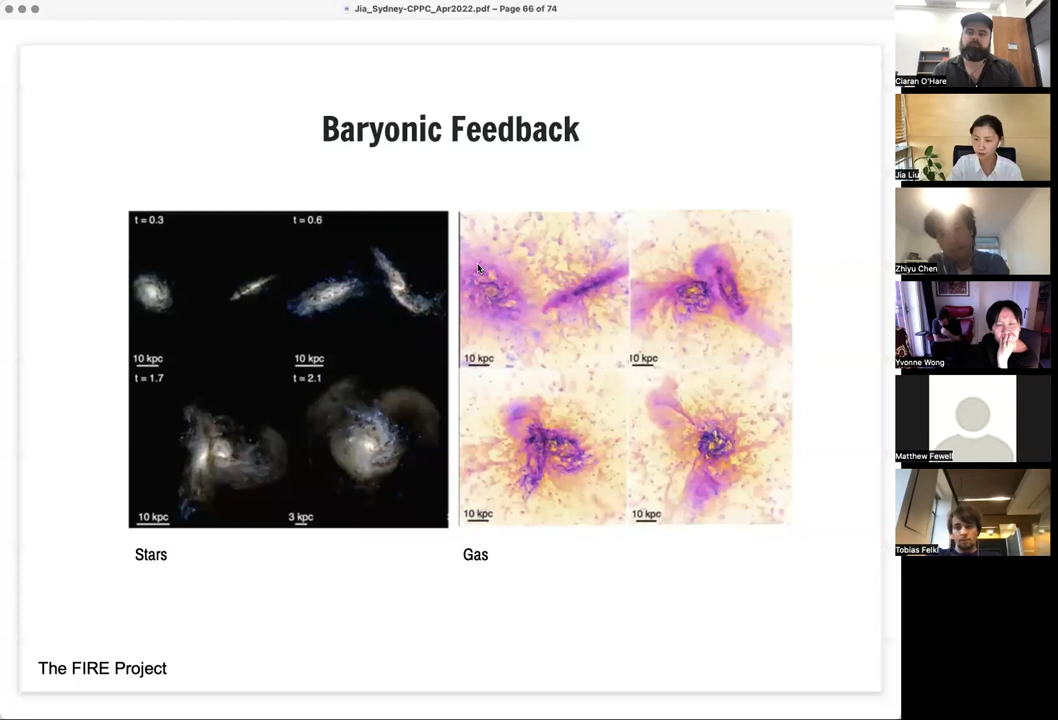 Jia_Sydney-CPPC_Apr2022.pdf – Page 66 of 74
Baryonic Feedback
t = 0.3
t = 0.6
10 kpc
10 kpc
10 kpc
10 kpc
t = 1.7
t = 2.1
10 kpc
3 kpc
10 kpc
10 kpc
Stars
Gas
The FIRE Project
Ciaran O'Hare
Jia Liu
Zhiyu Chen
Yvonne Wong
Matthew Fewell
Tobias Felkl